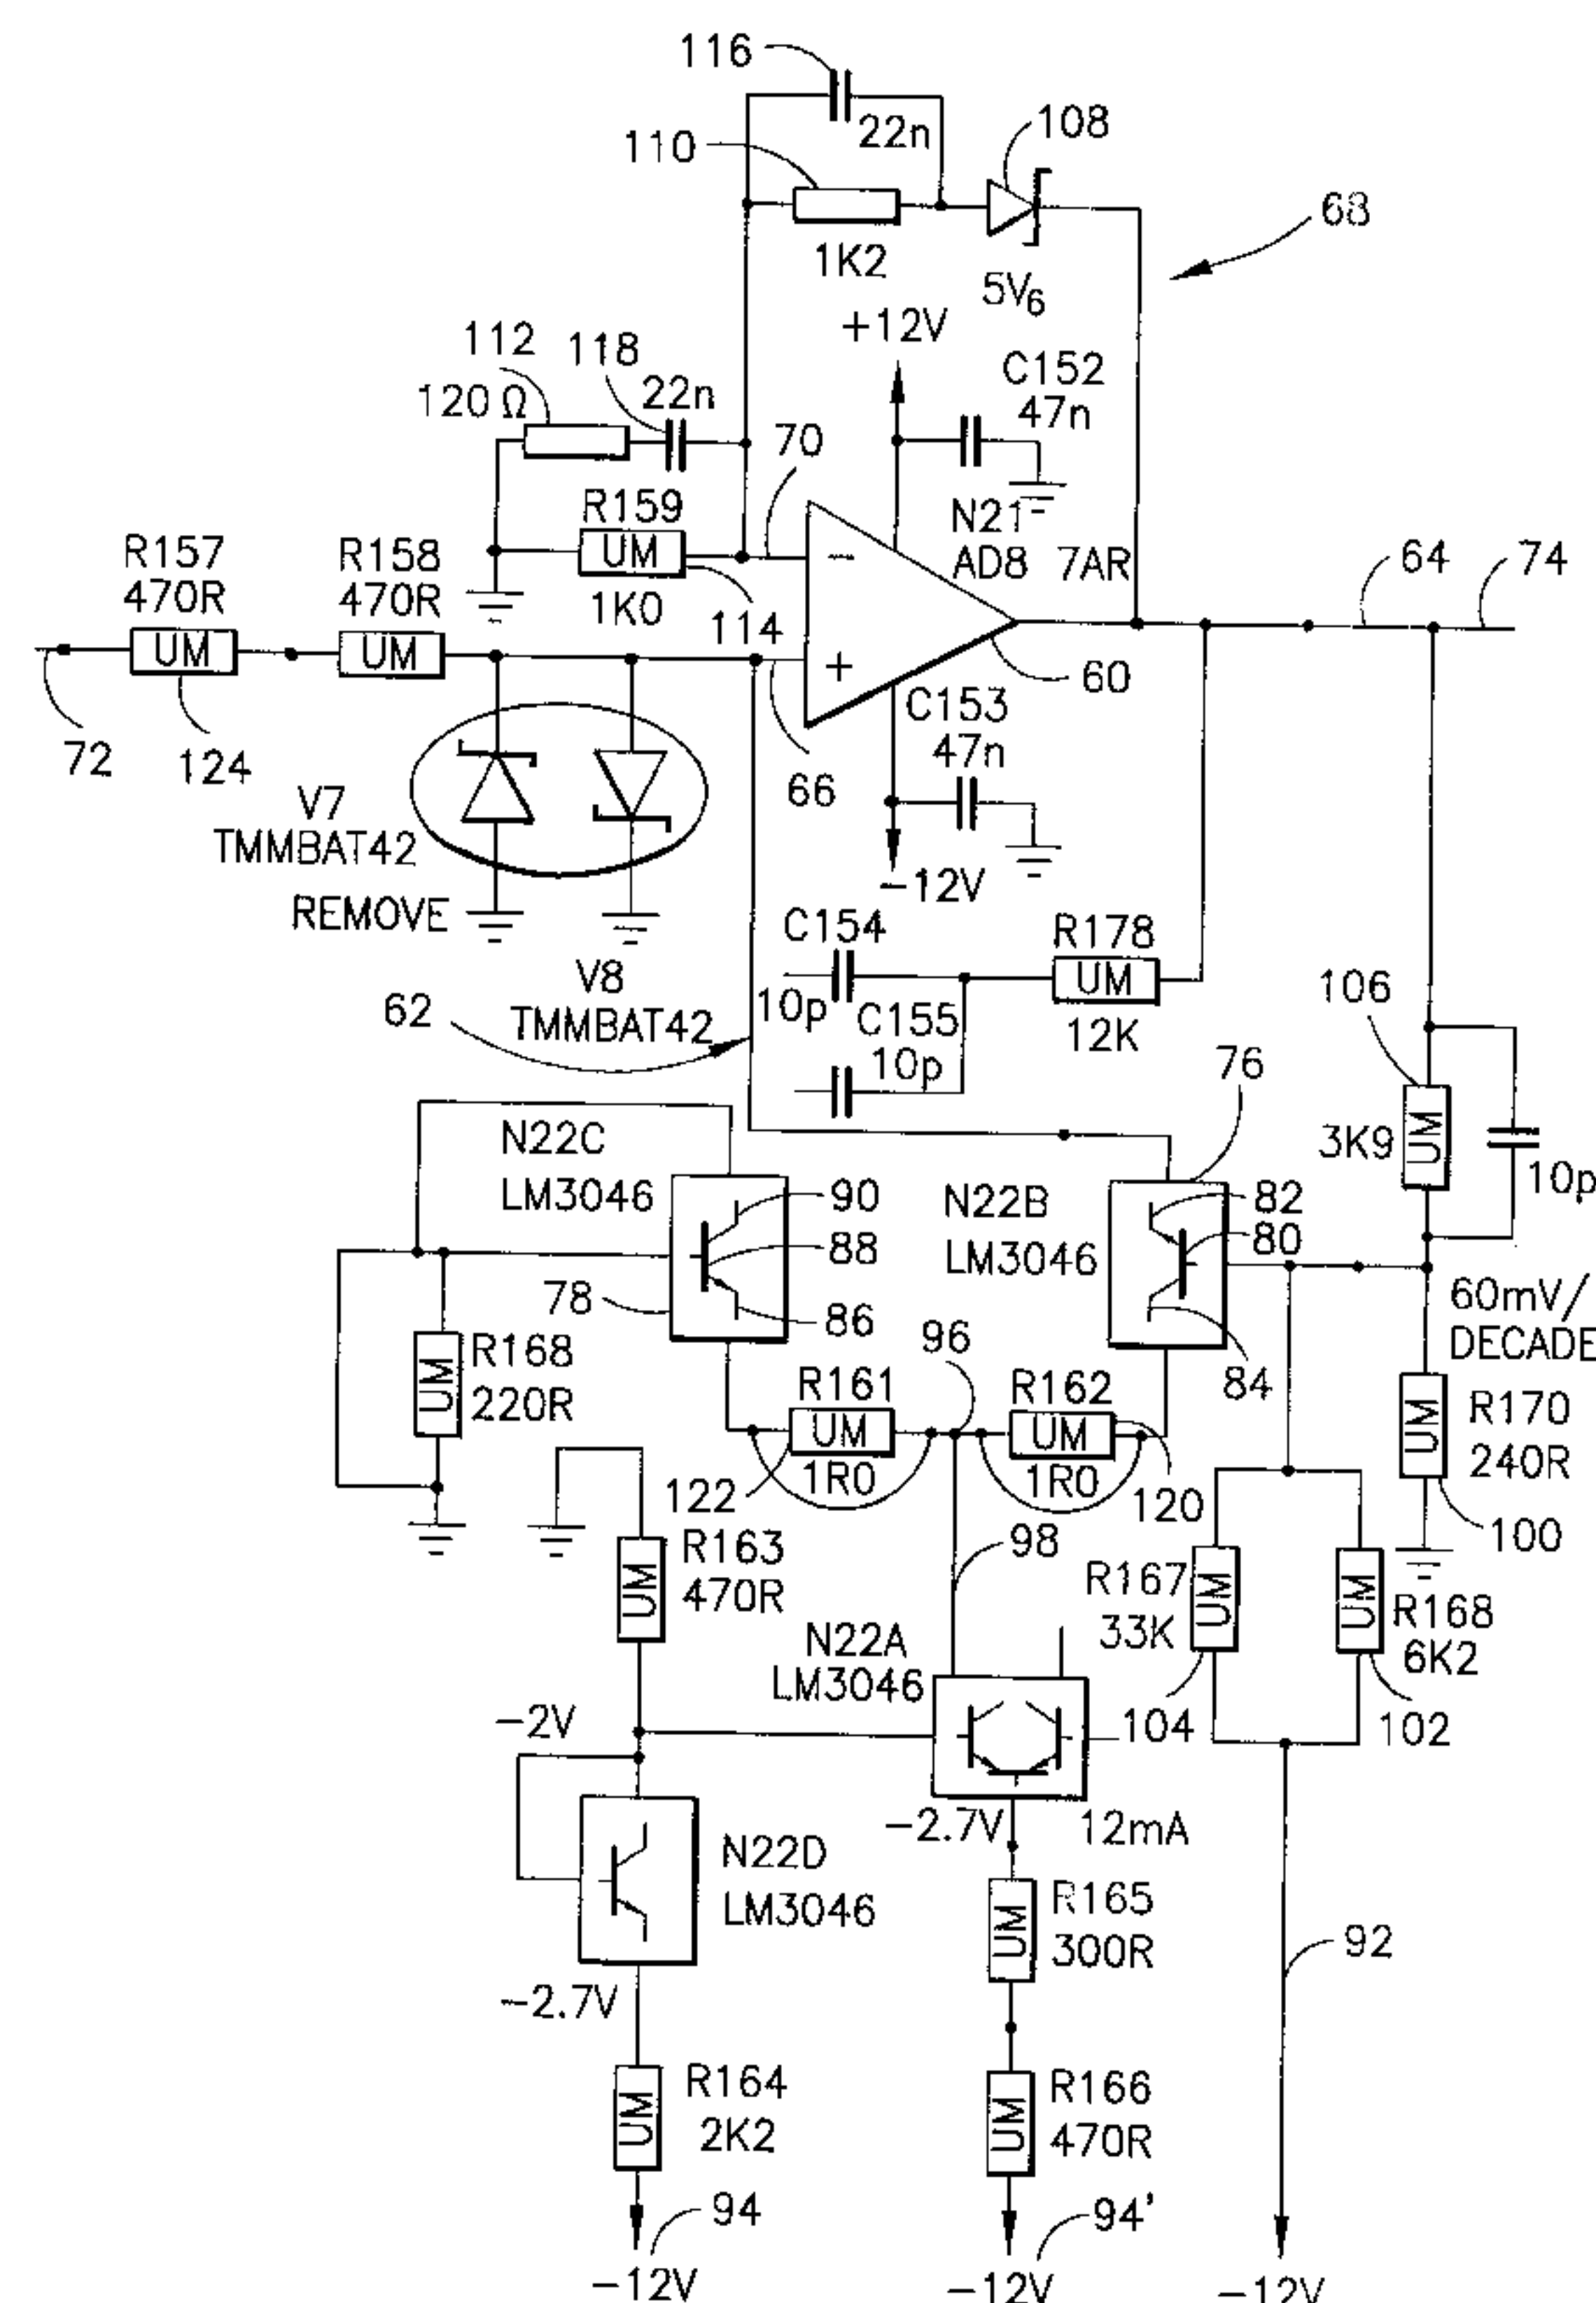 116
22n
108
110
68
1K2
5V6
+12V
112
118
C152
47n
120 Ω
22n
70
R159
UM
N21
AD8 7AR
R157
470R
R158
470R
64
74
1K0
114
UM
UM
+
−
60
C153
47n
72
124
66
V7
TMMBAT42
−12V
REMOVE
C154
R178
V8
TMMBAT42
UM
62
10p
C155
10p
12K
106
76
N22C
LM3046
UM
3K9
10p
90
N22B
LM3046
82
88
80
78
86
60mV/
DECADE
96
R168
220R
UM
84
R161
R162
UM
UM
R170
240R
UM
1R0
1R0
122
120
100
R163
470R
UM
98
R167
33K
UM
UM
R168
6K2
N22A
LM3046
−2V
104
102
−2.7V
12mA
N22D
LM3046
R165
300R
UM
92
−2.7V
R164
2K2
UM
R166
470R
UM
94
94'
−12V
−12V
−12V